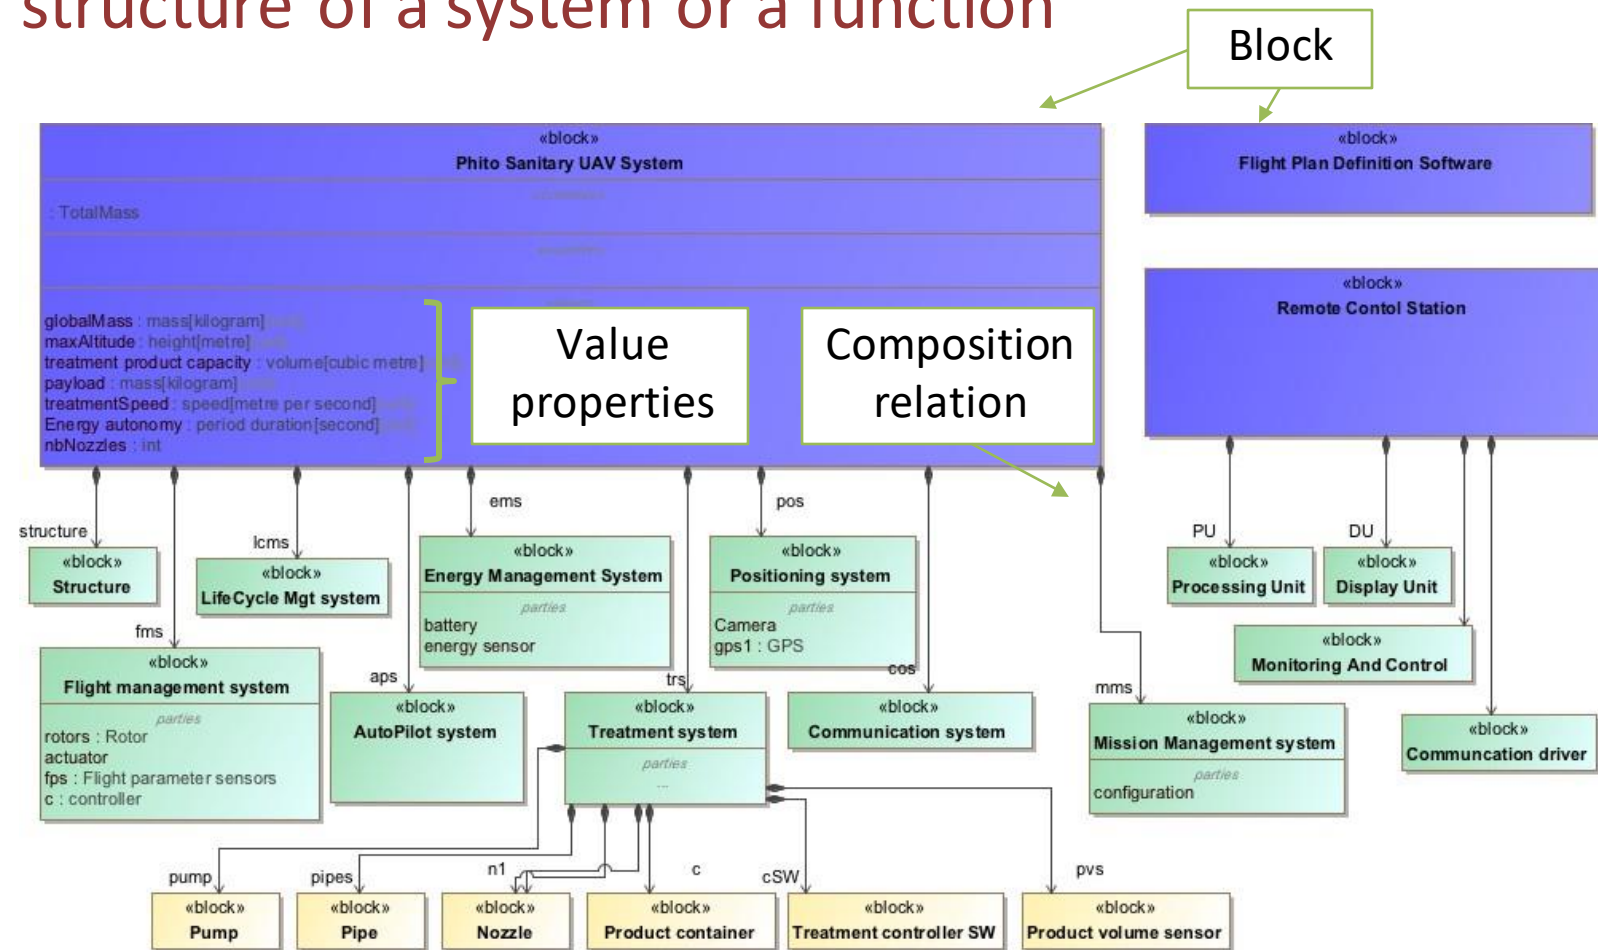 structure of a system or a function
Block
«block»
Phito Sanitary UAV System
: TotalMass
globalMass : mass[kilogram]
maxAltitude : height[metre]
treatment product capacity : volume[cubic metre]
payload : mass[kilogram]
treatmentSpeed : speed[metre per second]
Energy autonomy : period duration[second]
nbNozzles : int
Value
properties
Composition
relation
«block»
Flight Plan Definition Software
«block»
Remote Contol Station
structure
«block»
Structure
lcms
«block»
LifeCycle Mgt system
ems
«block»
Energy Management System
parties
battery
energy sensor
pos
«block»
Positioning system
parties
Camera
gps1 : GPS
PU
«block»
Processing Unit
DU
«block»
Display Unit
«block»
Monitoring And Control
fms
«block»
Flight management system
parties
rotors : Rotor
actuator
fps : Flight parameter sensors
c : controller
aps
«block»
AutoPilot system
trs
«block»
Treatment system
parties
...
cos
«block»
Communication system
mms
«block»
Mission Management system
parties
configuration
«block»
Communcation driver
pump
«block»
Pump
pipes
«block»
Pipe
n1
«block»
Nozzle
c
«block»
Product container
cSW
«block»
Treatment controller SW
pvs
«block»
Product volume sensor